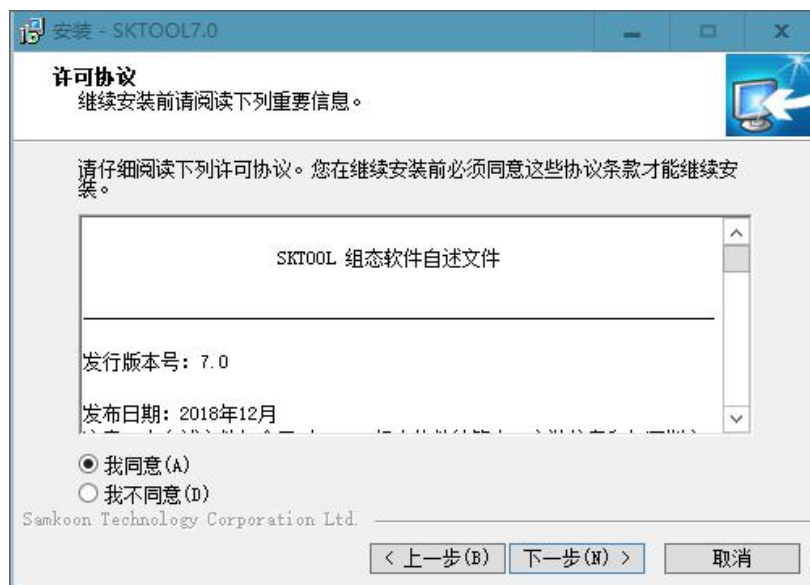 安装 - SKTOOL7.0
许可协议
继续安装前请阅读下列重要信息。
请仔细阅读下列许可协议。您在继续安装前必须同意这些协议条款才能继续安
装。
SKTOOL 组态软件自述文件
发行版本号: 7.0
发布日期: 2018年12月
我同意(A)
我不同意(D)
Samkoon Technology Corporation Ltd.
< 上一步(B)
下一步(N) >
取消